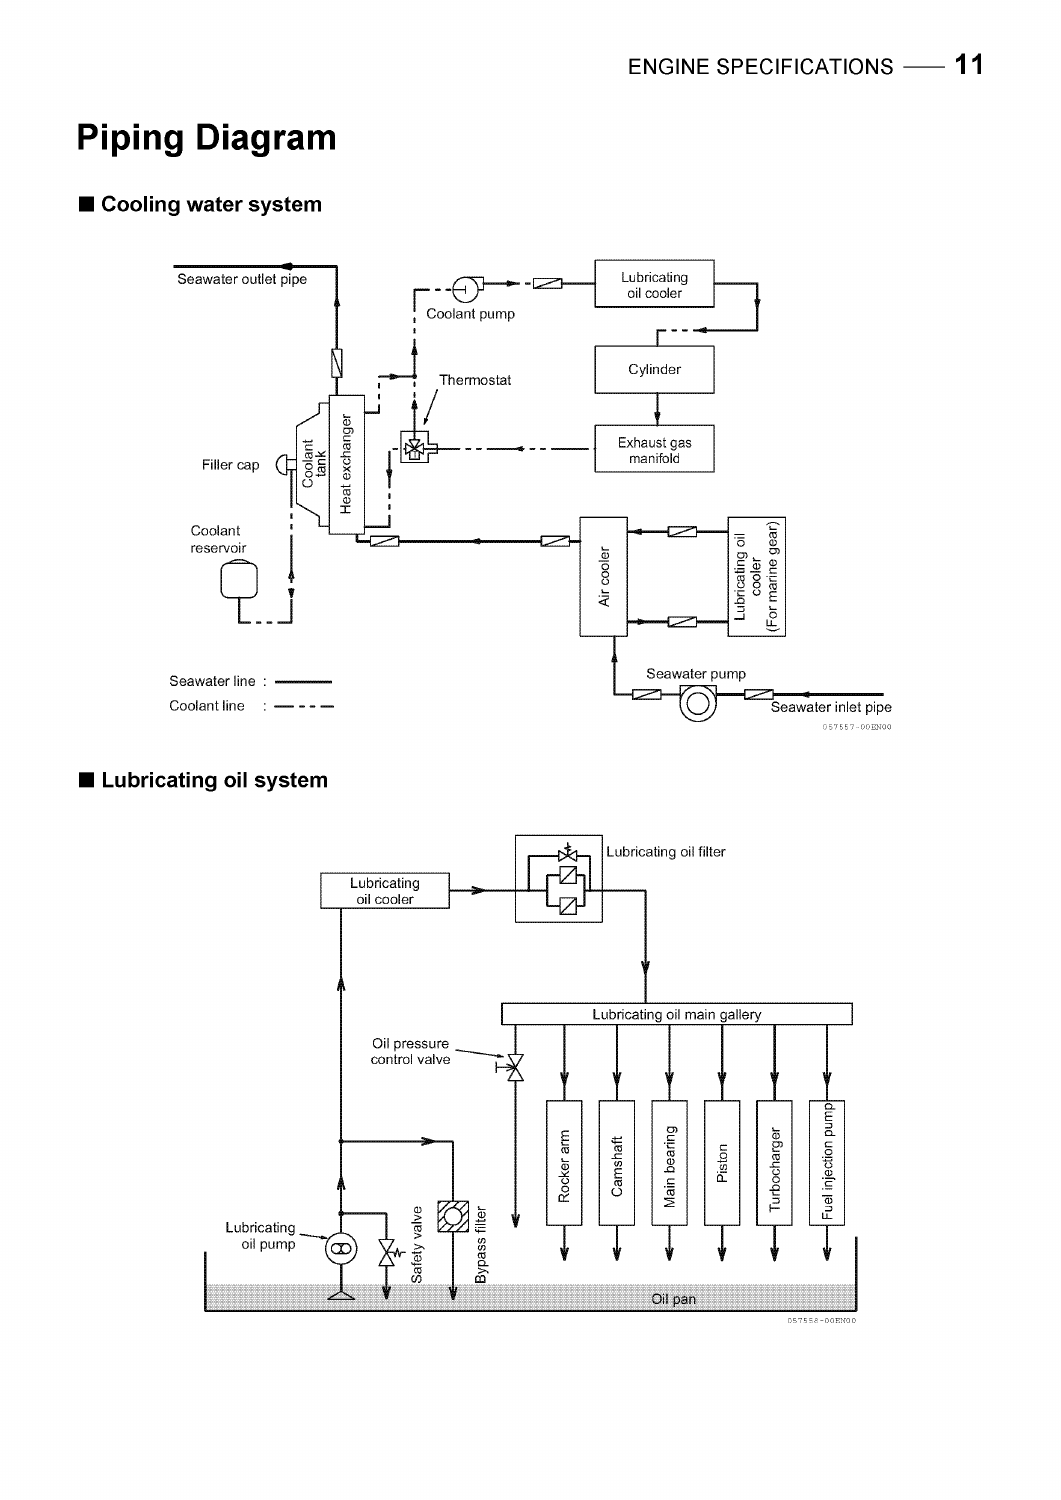 ENGINE SPECIFICATIONS — 11
Piping Diagram
■ Cooling water system
Seawater outlet pipe
Coolant pump
Lubricating
oil cooler
Thermostat
Cylinder
Exhaust gas
manifold
Filler cap
Coolant
tank
Heat exchanger
Coolant
reservoir
Air cooler
Lubricating oil
cooler
(For marine gear)
Seawater line :
Coolant line :
Seawater pump
Seawater inlet pipe
057557-00EN00
■ Lubricating oil system
Lubricating oil filter
Lubricating
oil cooler
Lubricating oil main gallery
Oil pressure
control valve
Rocker arm
Camshaft
Main bearing
Piston
Turbocharger
Fuel injection pump
Lubricating
oil pump
Safety valve
Bypass filter
Oil pan
057558-00EN00